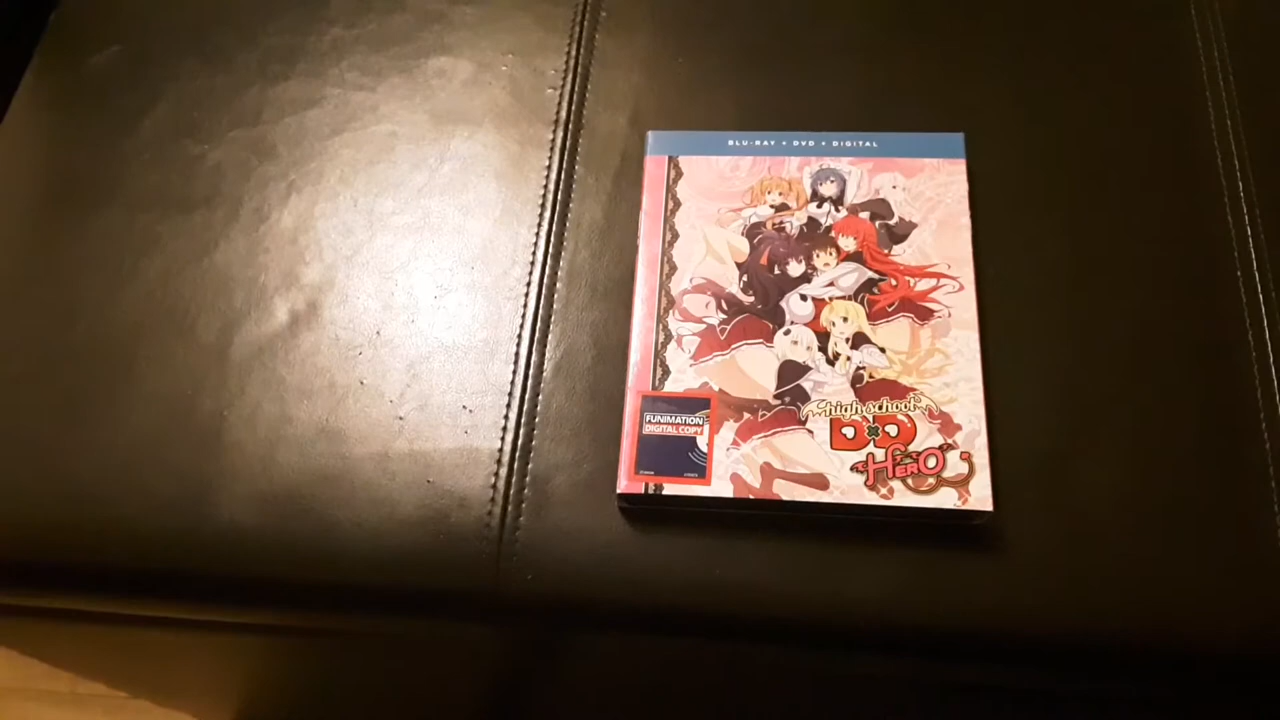 BLU-RAY + DVD + DIGITAL
high school
DxD
HERO
FUNIMATION
DIGITAL COPY